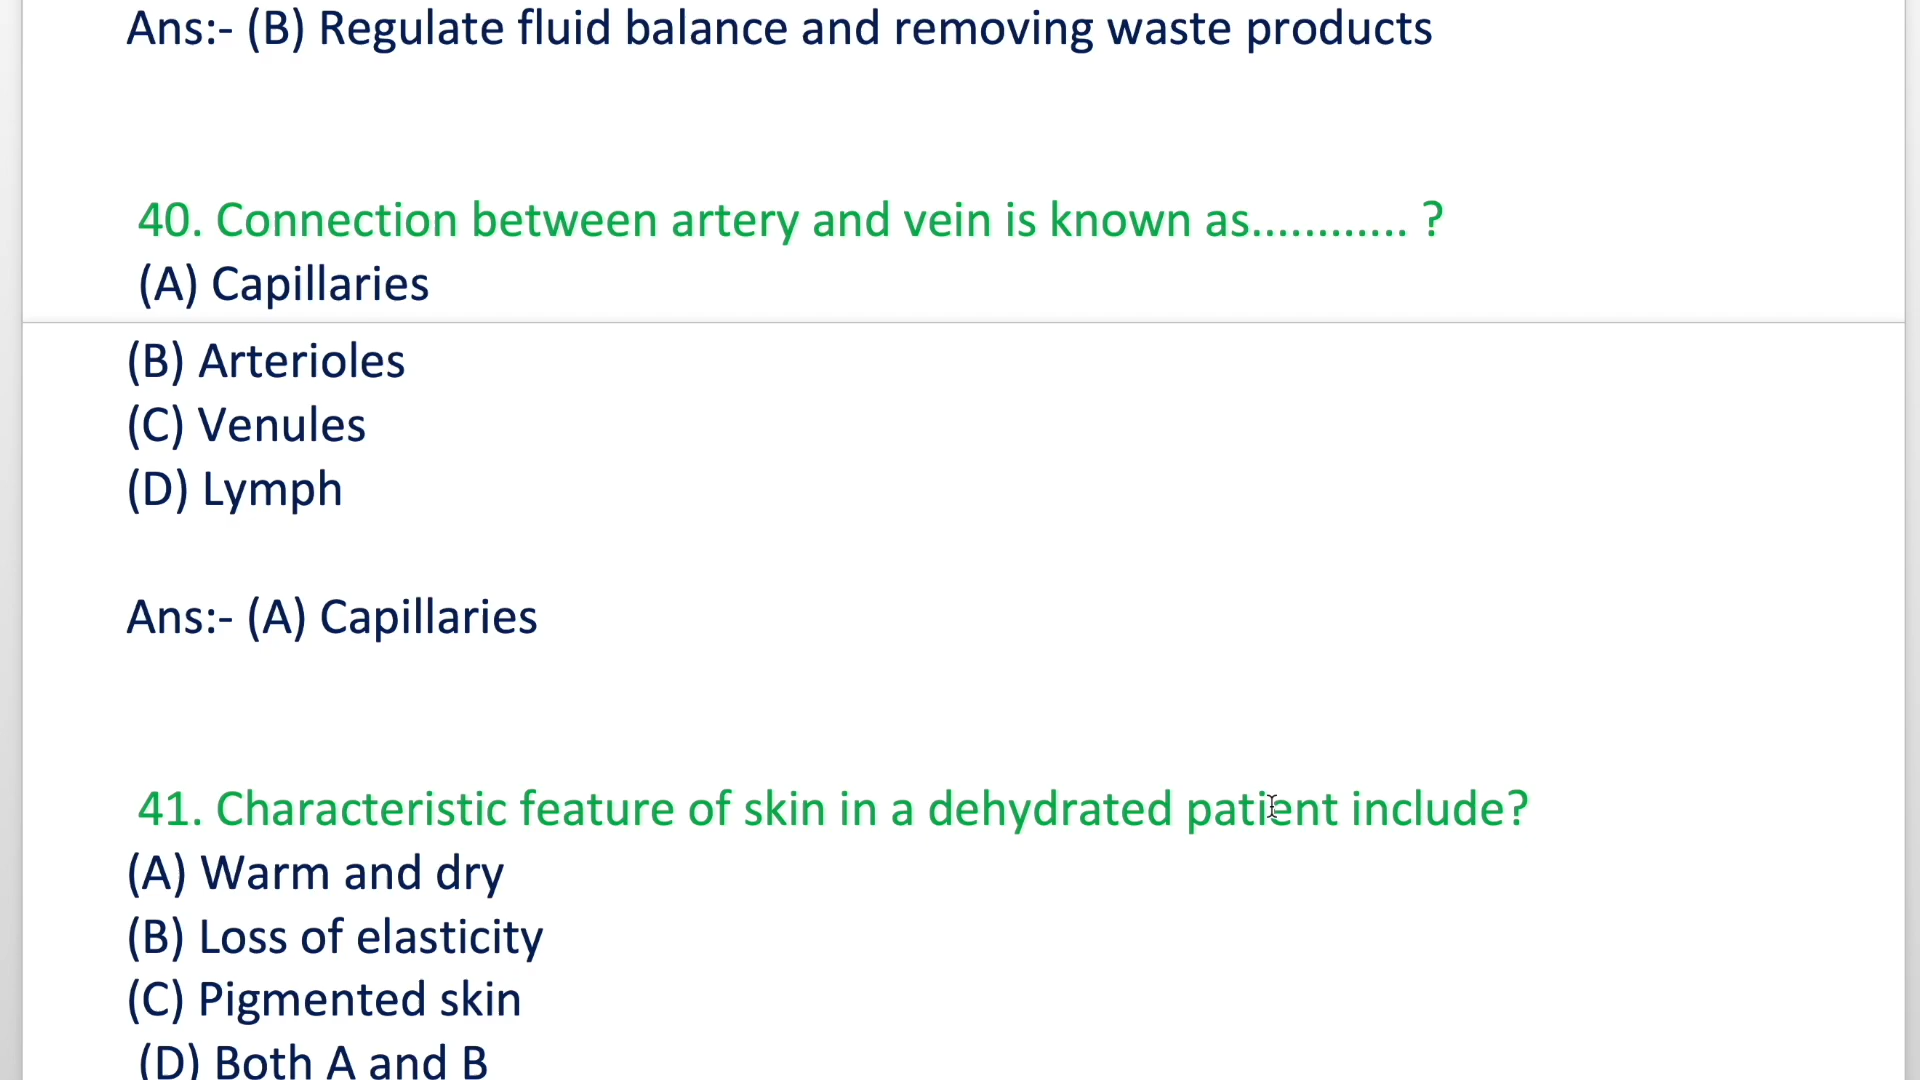 Ans:- (B) Regulate fluid balance and removing waste products
40. Connection between artery and vein is known as............ ?
(A) Capillaries
(B) Arterioles
(C) Venules
(D) Lymph
Ans:- (A) Capillaries
41. Characteristic feature of skin in a dehydrated patient include?
(A) Warm and dry
(B) Loss of elasticity
(C) Pigmented skin
(D) Both A and B